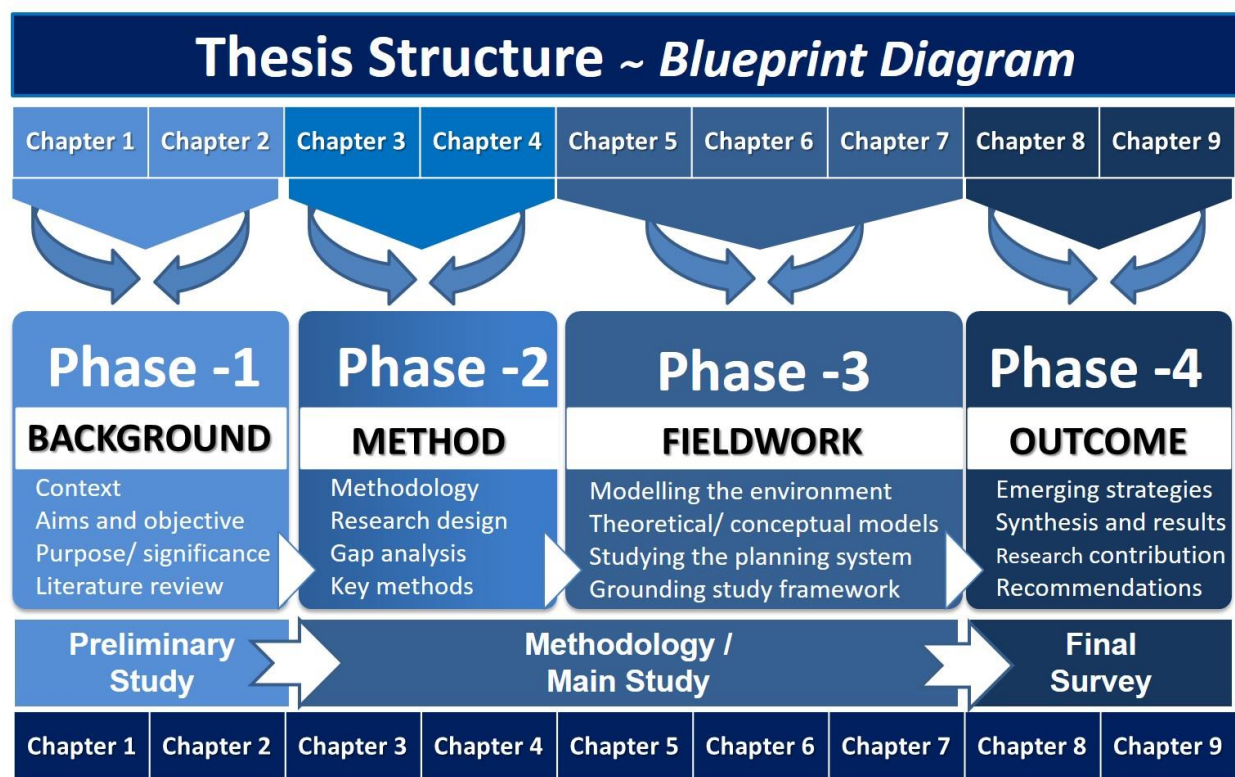 Thesis Structure ~ Blueprint Diagram
Chapter 1 Chapter 2 Chapter 3 Chapter 4 Chapter 5 Chapter 6 Chapter 7 Chapter 8 Chapter 9
Phase -1
BACKGROUND
Context
Aims and objective
Purpose/ significance
Literature review
Phase -2
METHOD
Methodology
Research design
Gap analysis
Key methods
Phase -3
FIELDWORK
Modelling the environment
Theoretical/ conceptual models
Studying the planning system
Grounding study framework
Phase -4
OUTCOME
Emerging strategies
Synthesis and results
Research contribution
Recommendations
Preliminary
Study
Methodology /
Main Study
Final
Survey
Chapter 1 Chapter 2 Chapter 3 Chapter 4 Chapter 5 Chapter 6 Chapter 7 Chapter 8 Chapter 9